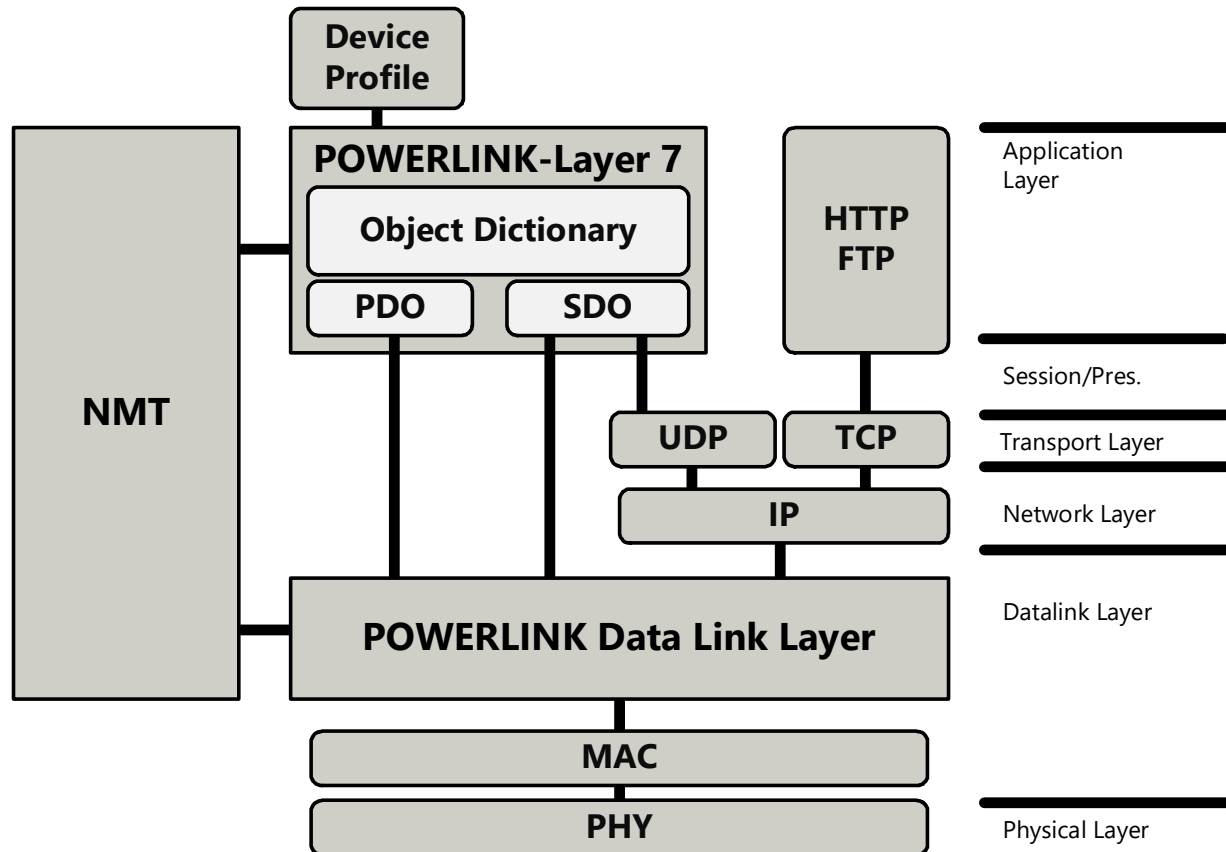 Device
Profile
POWERLINK-Layer 7
Object Dictionary
PDO
SDO
HTTP
FTP
Application
Layer
NMT
Session/Pres.
UDP
TCP
Transport Layer
IP
Network Layer
POWERLINK Data Link Layer
Datalink Layer
MAC
PHY
Physical Layer